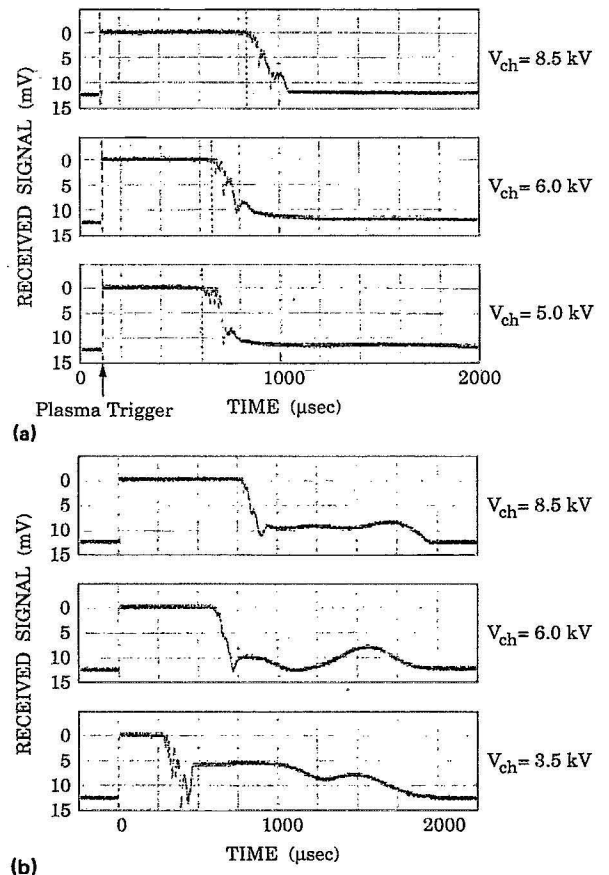 0
5
10
15
V_ch= 8.5 kV
0
5
10
15
V_ch= 6.0 kV
0
5
10
15
V_ch= 5.0 kV
RECEIVED SIGNAL (mV)
0 1000 2000
Plasma Trigger TIME (µsec)
(a)
0
5
10
15
V_ch= 8.5 kV
0
5
10
15
V_ch= 6.0 kV
0
5
10
15
V_ch= 3.5 kV
RECEIVED SIGNAL (mV)
0 1000 2000
TIME (µsec)
(b)